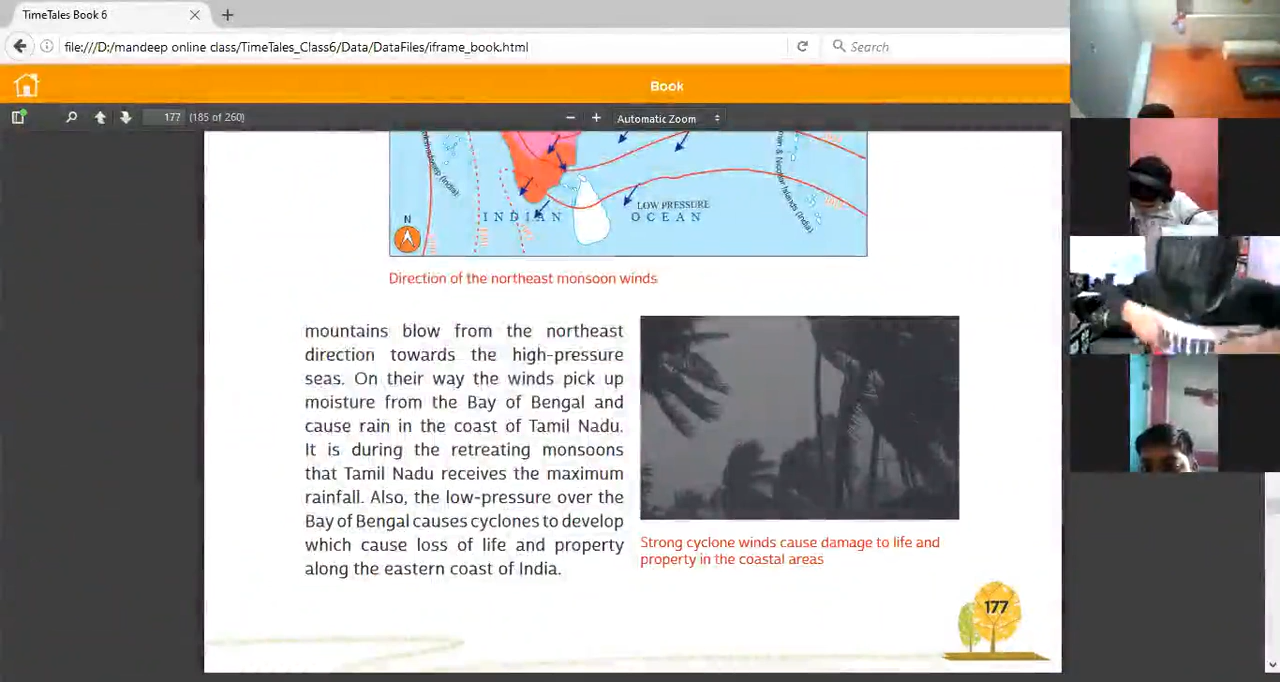 TimeTales Book 6
file:///D:/mandeep online class/TimeTales_Class6/Data/DataFiles/iframe_book.html
Search
Book
177 (185 of 260)
Automatic Zoom
LOW PRESSURE
INDIAN OCEAN
N
Direction of the northeast monsoon winds
mountains blow from the northeast
direction towards the high-pressure
seas. On their way the winds pick up
moisture from the Bay of Bengal and
cause rain in the coast of Tamil Nadu.
It is during the retreating monsoons
that Tamil Nadu receives the maximum
rainfall. Also, the low-pressure over the
Bay of Bengal causes cyclones to develop
which cause loss of life and property
along the eastern coast of India.
Strong cyclone winds cause damage to life and
property in the coastal areas
177